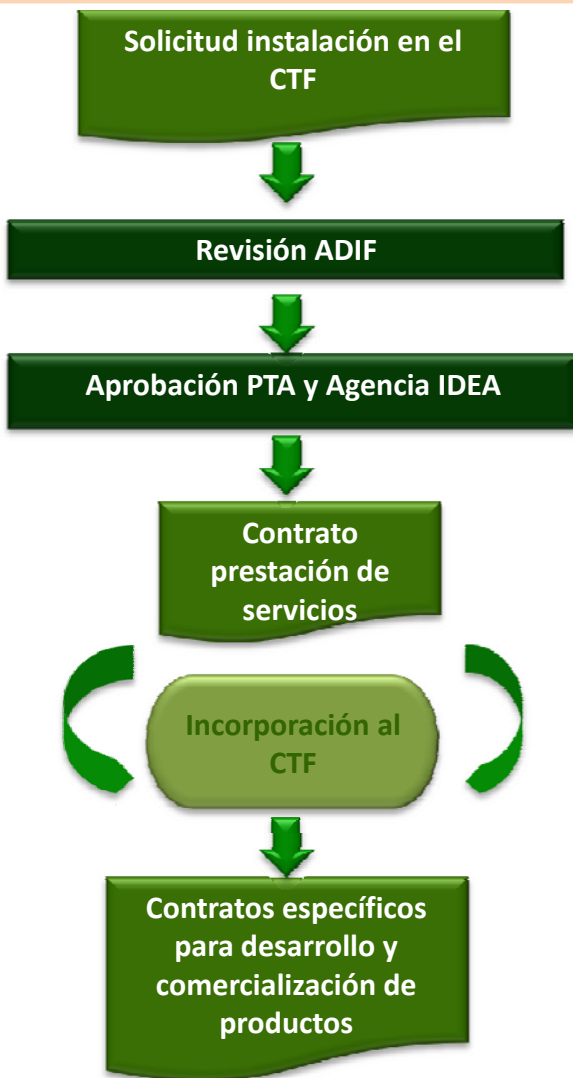 Solicitud instalación en el
CTF
Revisión ADIF
Aprobación PTA y Agencia IDEA
Contrato
prestación de
servicios
Incorporación al
CTF
Contratos específicos
para desarrollo y
comercialización de
productos